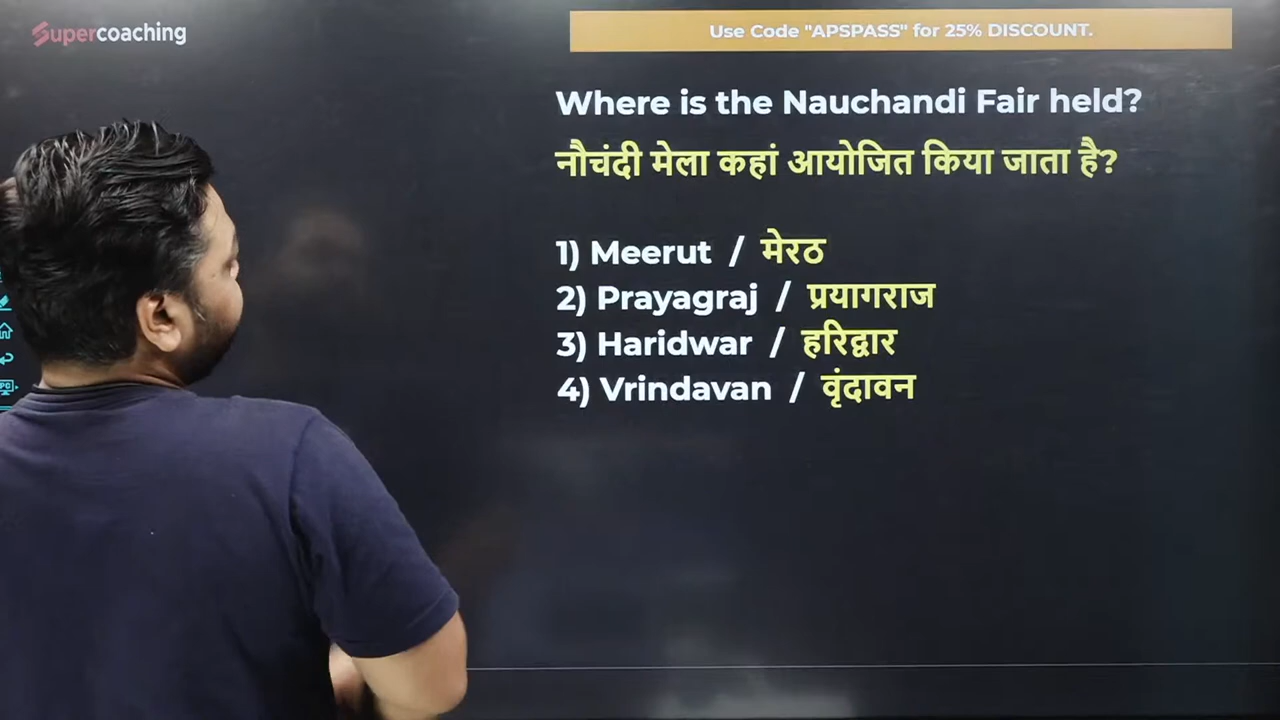 Supercoaching
Use Code "APSPASS" for 25% DISCOUNT.
Where is the Nauchandi Fair held?
नौचंदी मेला कहां आयोजित किया जाता है?
1) Meerut / मेरठ
2) Prayagraj / प्रयागराज
3) Haridwar / हरिद्वार
4) Vrindavan / वृंदावन